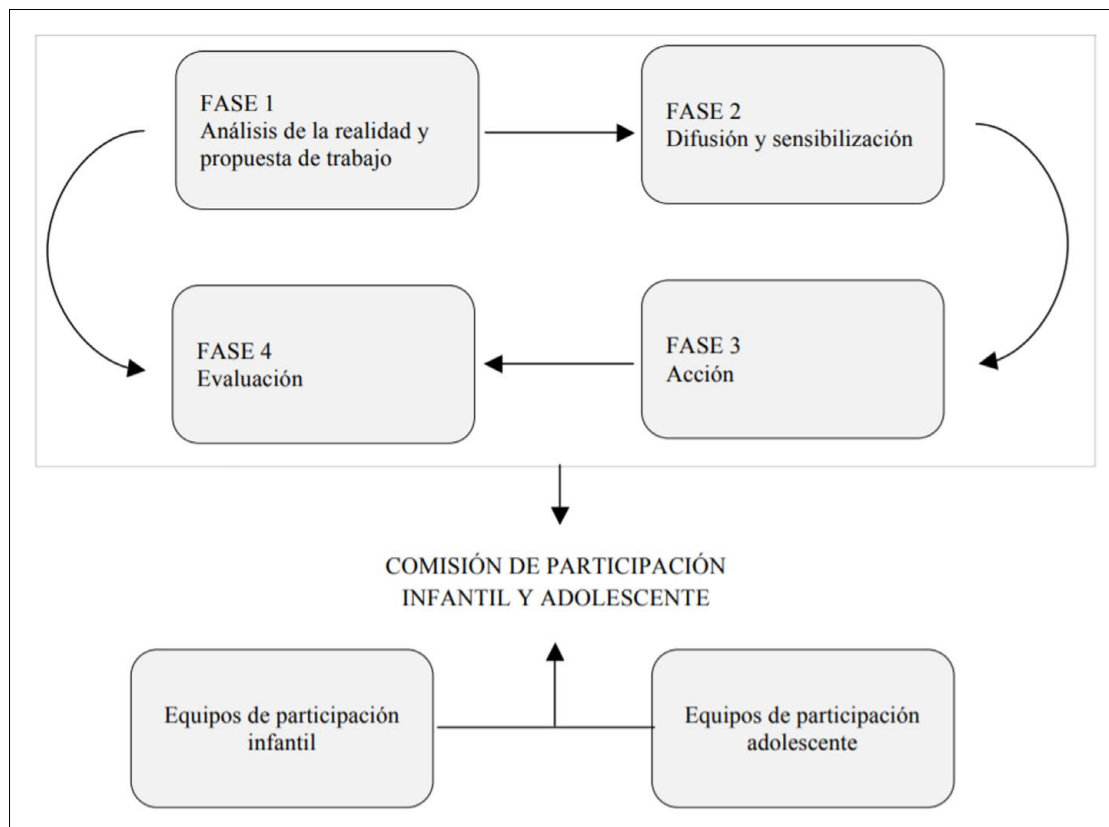 FASE 1
Análisis de la realidad y
propuesta de trabajo
FASE 2
Difusión y sensibilización
FASE 4
Evaluación
FASE 3
Acción
COMISIÓN DE PARTICIPACIÓN
INFANTIL Y ADOLESCENTE
Equipos de participación
infantil
Equipos de participación
adolescente